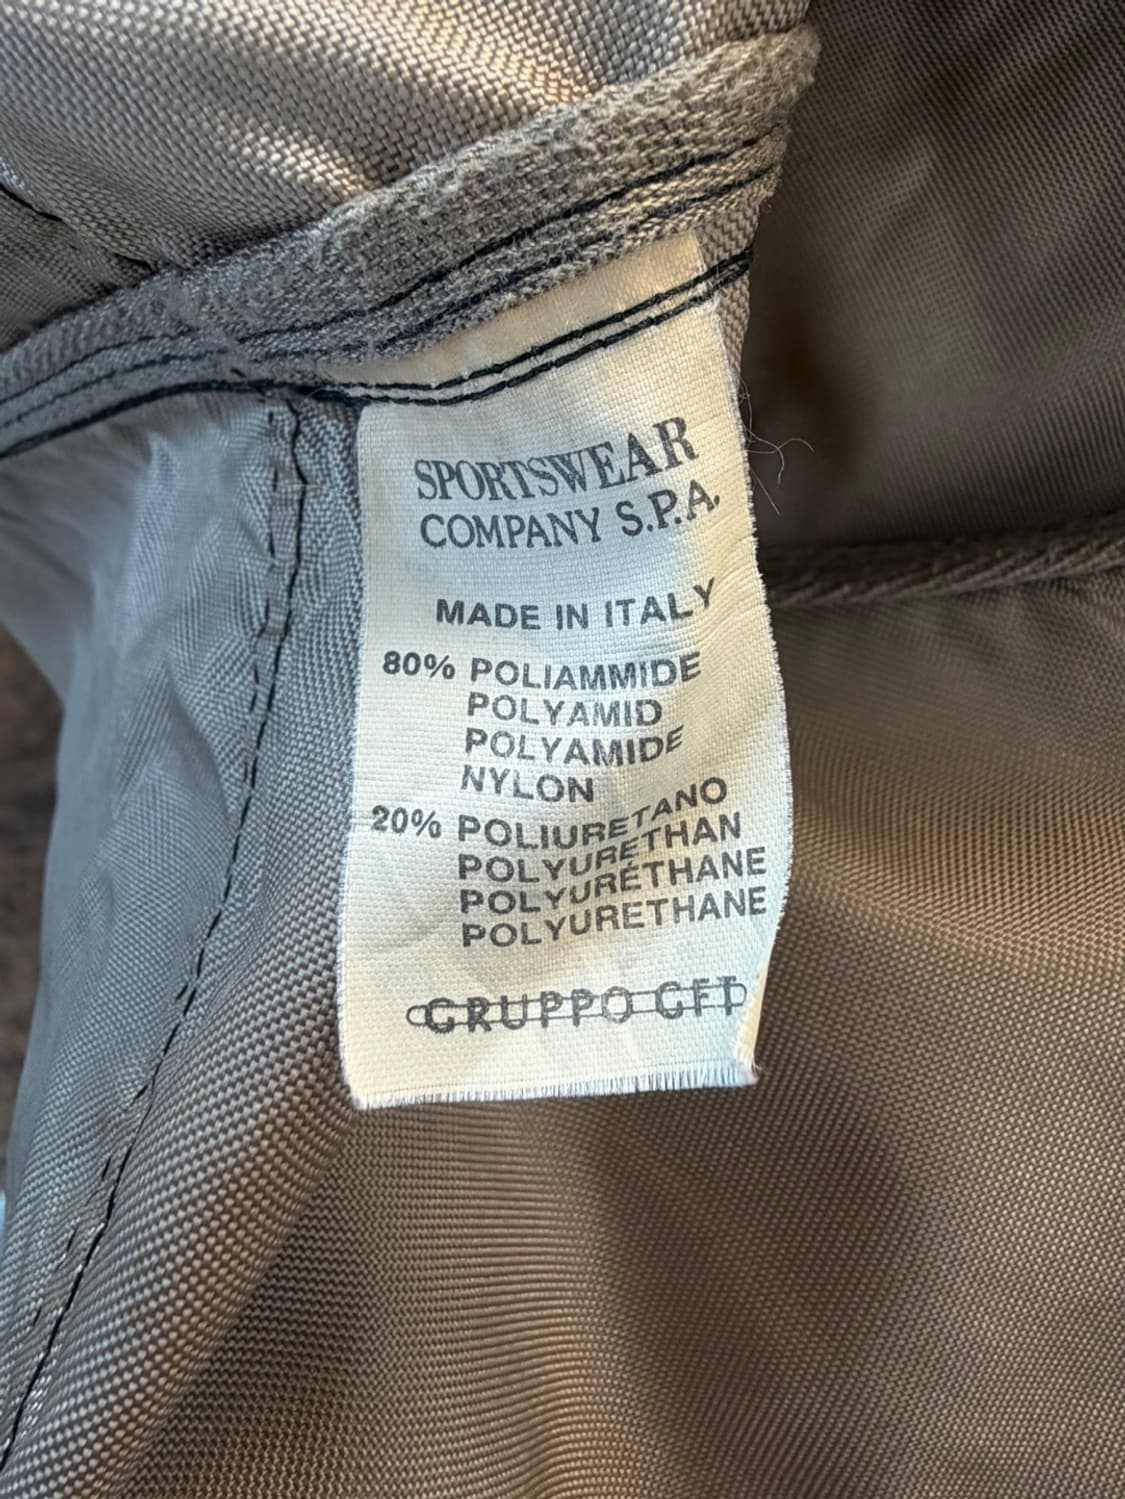 SPORTSWEAR
COMPANY S.P.A.
MADE IN ITALY
80% POLIAMMIDE
POLYAMID
POLYAMIDE
NYLON
20% POLIURETANO
POLYURETHAN
POLYURÉTHANE
POLYURETHANE
GRUPPO GFT